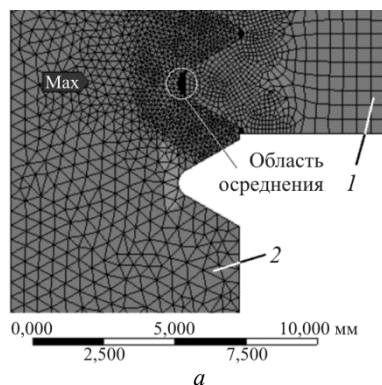 Max
Область
осреднения
1
2
0,000 5,000 10,000 мм
2,500 7,500
а